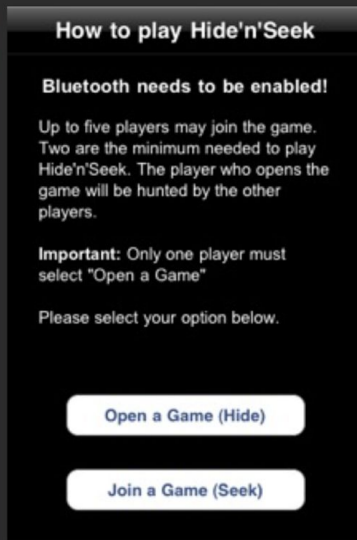 How to play Hide'n'Seek
Bluetooth needs to be enabled!
Up to five players may join the game.
Two are the minimum needed to play
Hide'n'Seek. The player who opens the
game will be hunted by the other
players.
Important: Only one player must
select "Open a Game"
Please select your option below.
Open a Game (Hide)
Join a Game (Seek)